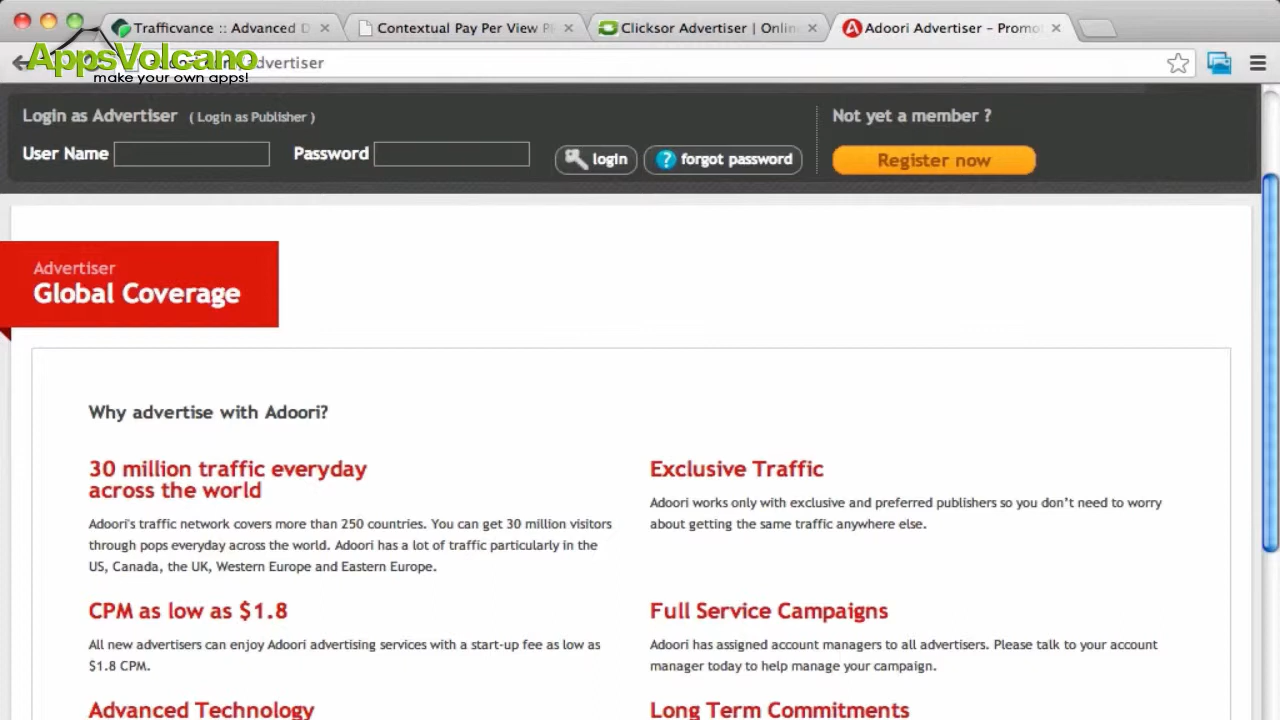 Trafficvance :: Advanced D
Contextual Pay Per View P
Clicksor Advertiser | Onlin
Adoori Advertiser – Promo
AppsVolcano
make your own apps!
advertiser
Login as Advertiser ( Login as Publisher )
Not yet a member ?
User Name
Password
login
? forgot password
Register now
Advertiser
Global Coverage
Why advertise with Adoori?
30 million traffic everyday
across the world
Adoori's traffic network covers more than 250 countries. You can get 30 million visitors
through pops everyday across the world. Adoori has a lot of traffic particularly in the
US, Canada, the UK, Western Europe and Eastern Europe.
Exclusive Traffic
Adoori works only with exclusive and preferred publishers so you don't need to worry
about getting the same traffic anywhere else.
CPM as low as $1.8
All new advertisers can enjoy Adoori advertising services with a start-up fee as low as
$1.8 CPM.
Full Service Campaigns
Adoori has assigned account managers to all advertisers. Please talk to your account
manager today to help manage your campaign.
Advanced Technology
Long Term Commitments